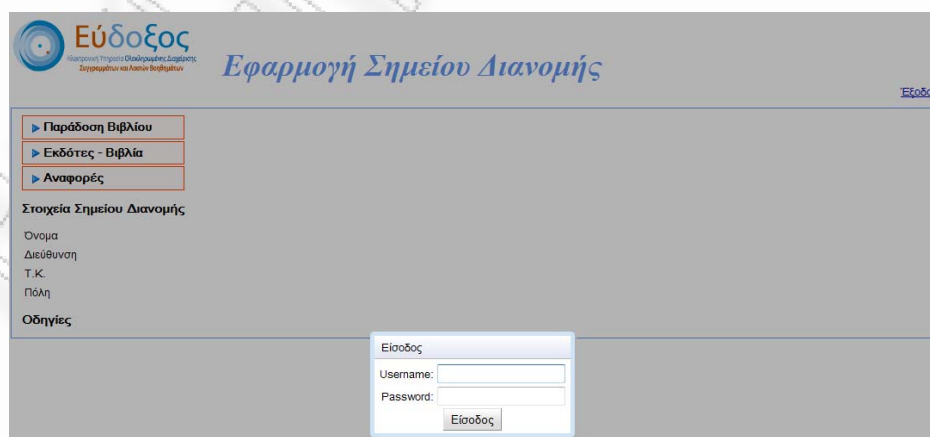 Εύδοξος
Ηλεκτρονική Υπηρεσία Ολοκληρωμένης Διαχείρισης
Συγγραμμάτων και Λοιπών Βοηθημάτων
Εφαρμογή Σημείου Διανομής
Έξοδο
Παράδοση Βιβλίου
Εκδότες - Βιβλία
Αναφορές
Στοιχεία Σημείου Διανομής
Όνομα
Διεύθυνση
Τ.Κ.
Πόλη
Οδηγίες
Είσοδος
Username:
Password:
Είσοδος